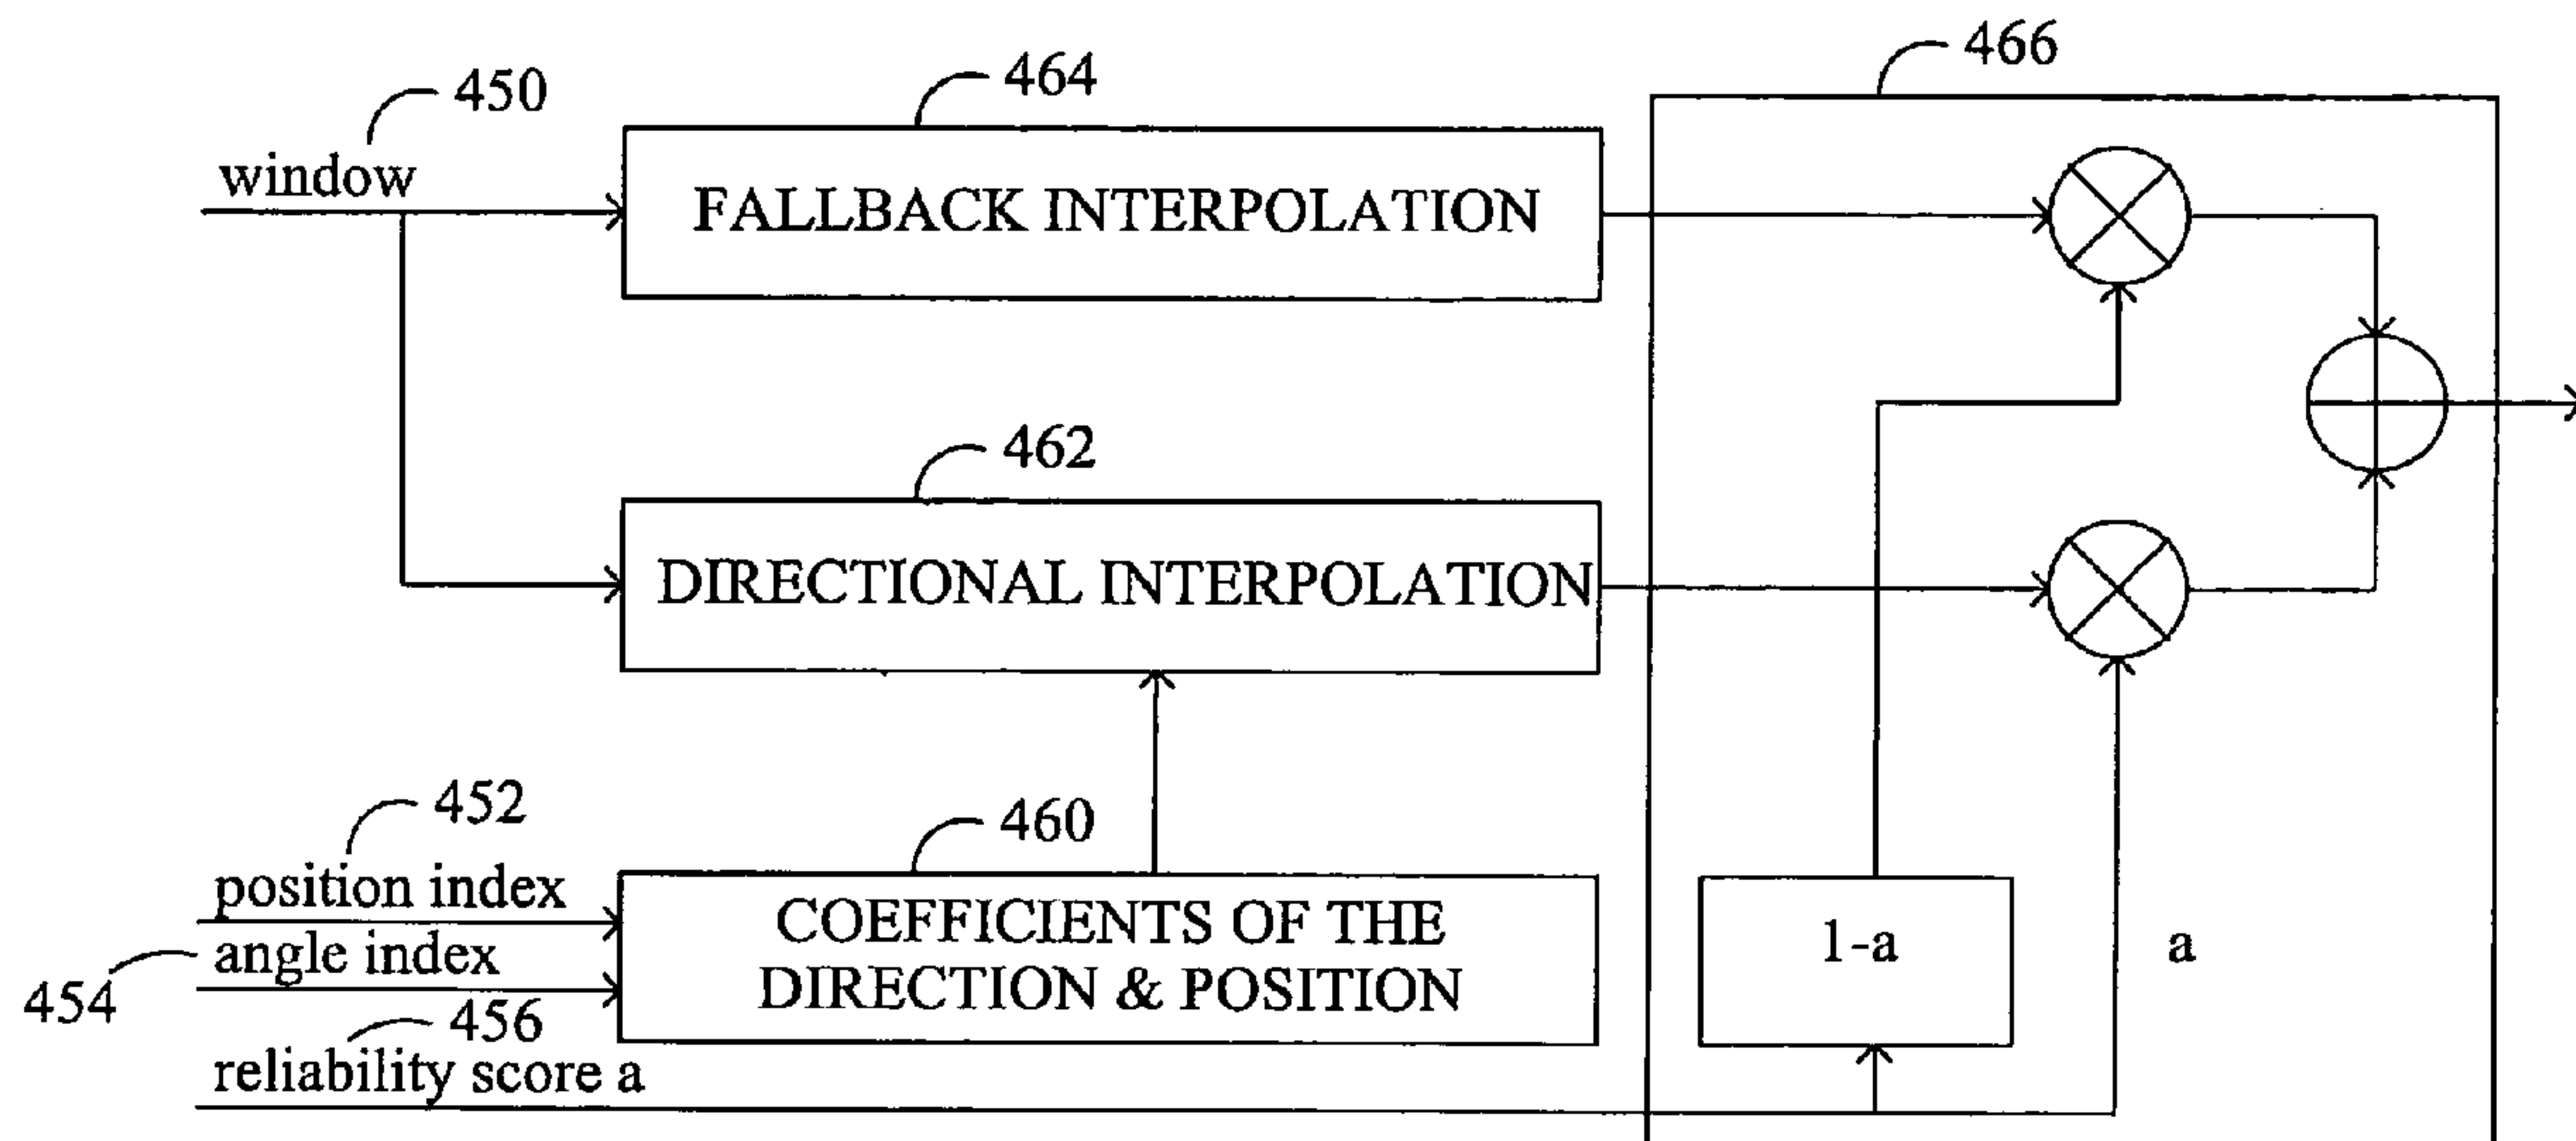 466
464
450
window
FALLBACK INTERPOLATION
462
DIRECTIONAL INTERPOLATION
452
460
position index
COEFFICIENTS OF THE
DIRECTION & POSITION
angle index
454
1-a
a
456
reliability score a